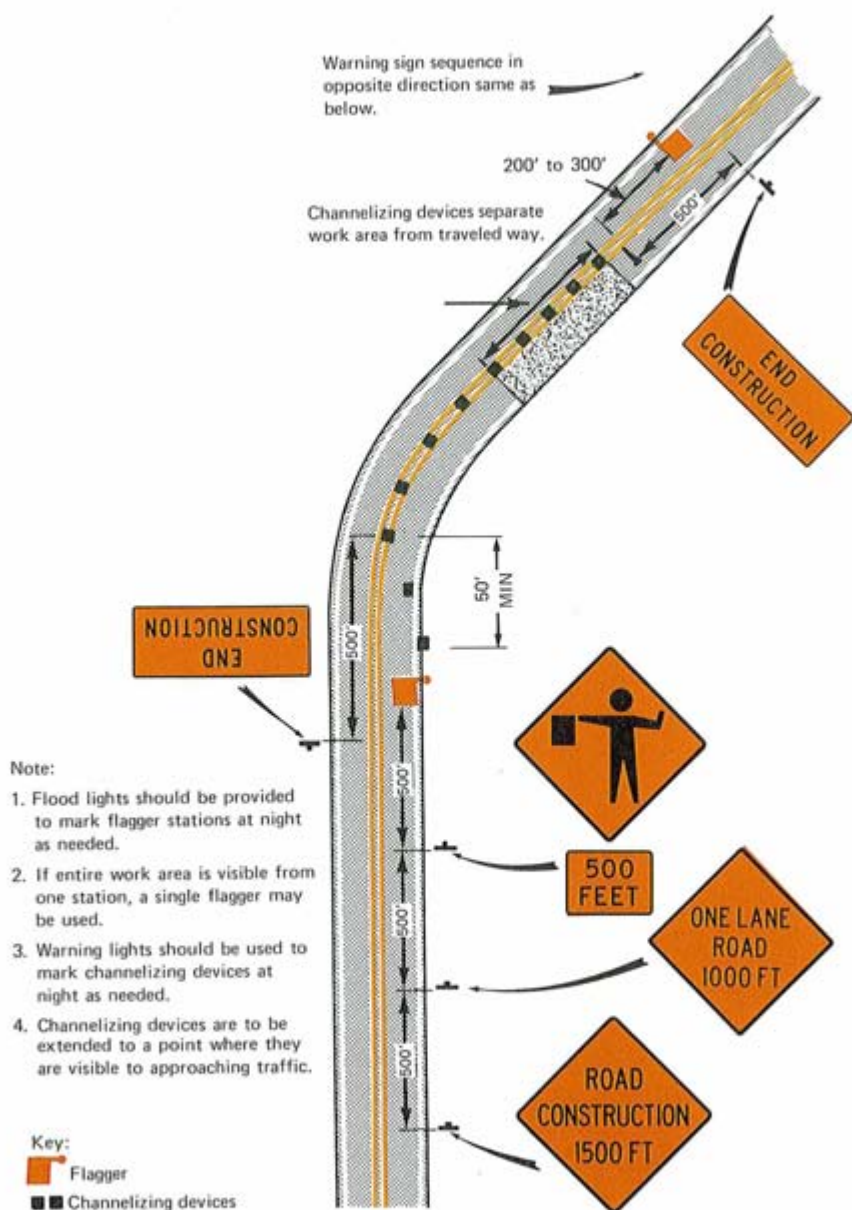 Warning sign sequence in
opposite direction same as
below.
200' to 300'
500'
Channelizing devices separate
work area from traveled way.
END
CONSTRUCTION
50'
MIN
500'
END
CONSTRUCTION
500'
500
FEET
500'
ONE LANE
ROAD
1000 FT
500'
ROAD
CONSTRUCTION
1500 FT
Note:
1. Flood lights should be provided
to mark flagger stations at night
as needed.
2. If entire work area is visible from
one station, a single flagger may
be used.
3. Warning lights should be used to
mark channelizing devices at
night as needed.
4. Channelizing devices are to be
extended to a point where they
are visible to approaching traffic.
Key:
Flagger
Channelizing devices